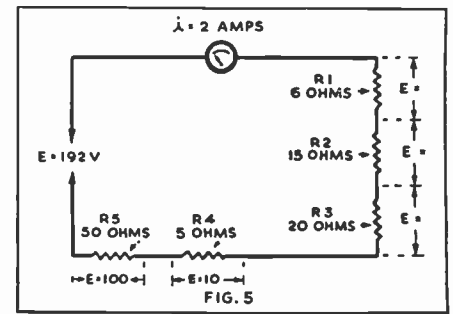 i = 2 AMPS
R1
6 OHMS
E =
R2
15 OHMS
E =
E = 192 V
R3
20 OHMS
E =
R5
50 OHMS
R4
5 OHMS
E=100
E=10
FIG. 5